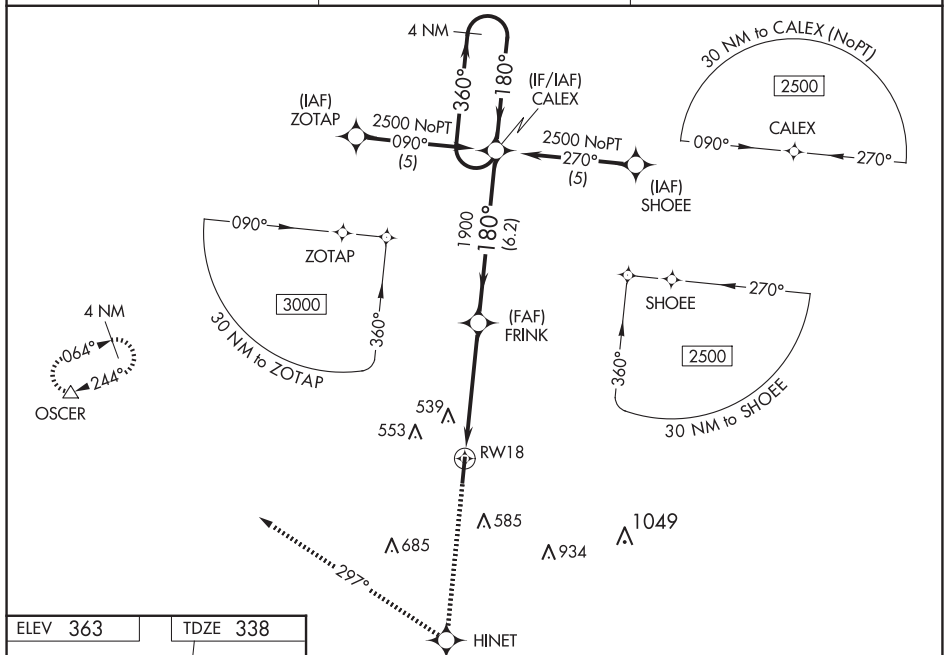 4 NM
360°
180°
(IF/IAF)
CALEX
30 NM to CALEX (NoPT)
2500
CALEX
090°
270°
(IAF)
ZOTAP
2500 NoPT
090°
(5)
2500 NoPT
270°
(5)
(IAF)
SHOEE
1900
180°
(6.2)
090°
ZOTAP
3000
360°
30 NM to ZOTAP
SHOEE
270°
2500
360°
30 NM to SHOEE
(FAF)
FRINK
4 NM
064°
244°
OSCER
539
553
RW18
585
1049
685
934
297°
HINET
ELEV 363
TDZE 338